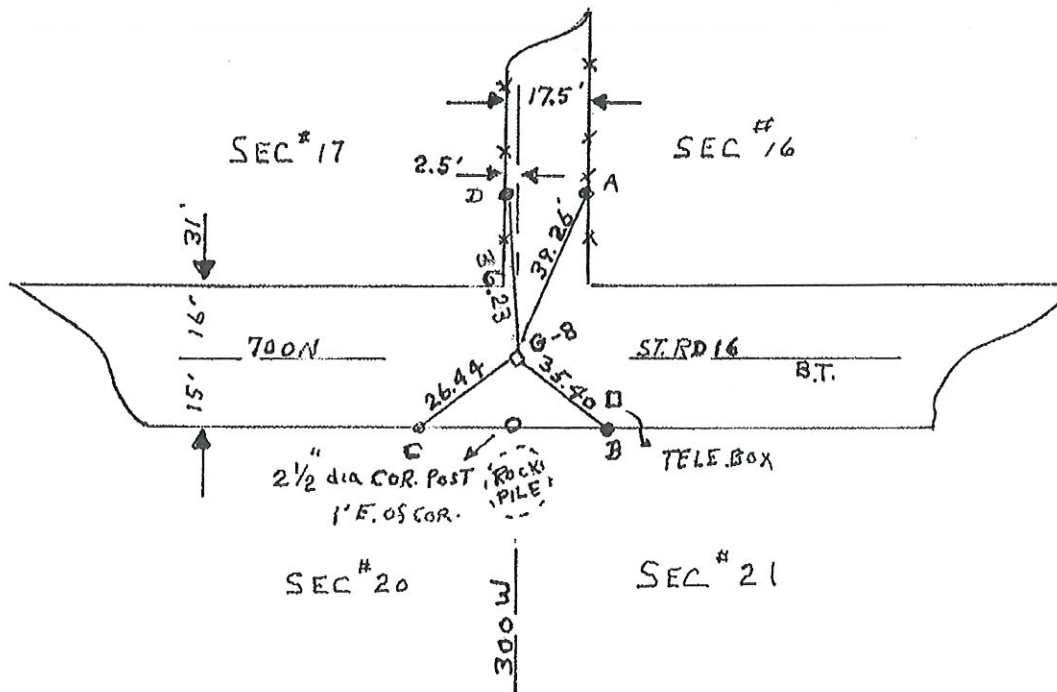 17.5'
SEC #17
SEC #16
2.5'
D
A
31'
36.23
39.26'
16'
G-8
700N
ST. RD 16
B.T.
15'
26.44
35.40
C
B
TELE. BOX
2 1/2" dia COR. POST
1' E. OF COR.
ROCK
PILE
SEC #20
SEC #21
300 W